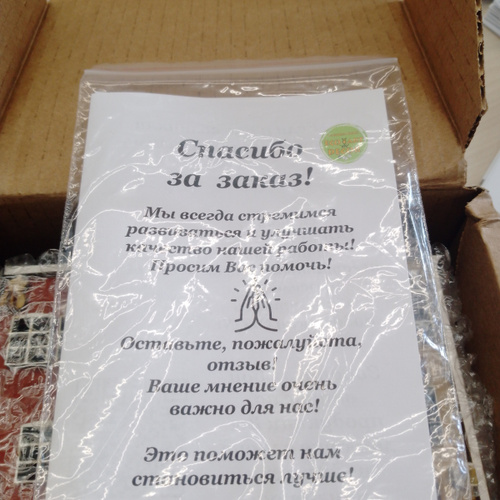 Спасибо
за заказ!
Мы всегда стремимся
развиваться и улучшать
качество нашей работы!
Просим Вас помочь!
Оставьте, пожалуйста,
отзыв!
Ваше мнение очень
важно для нас!
Это поможет нам
становиться лучше!